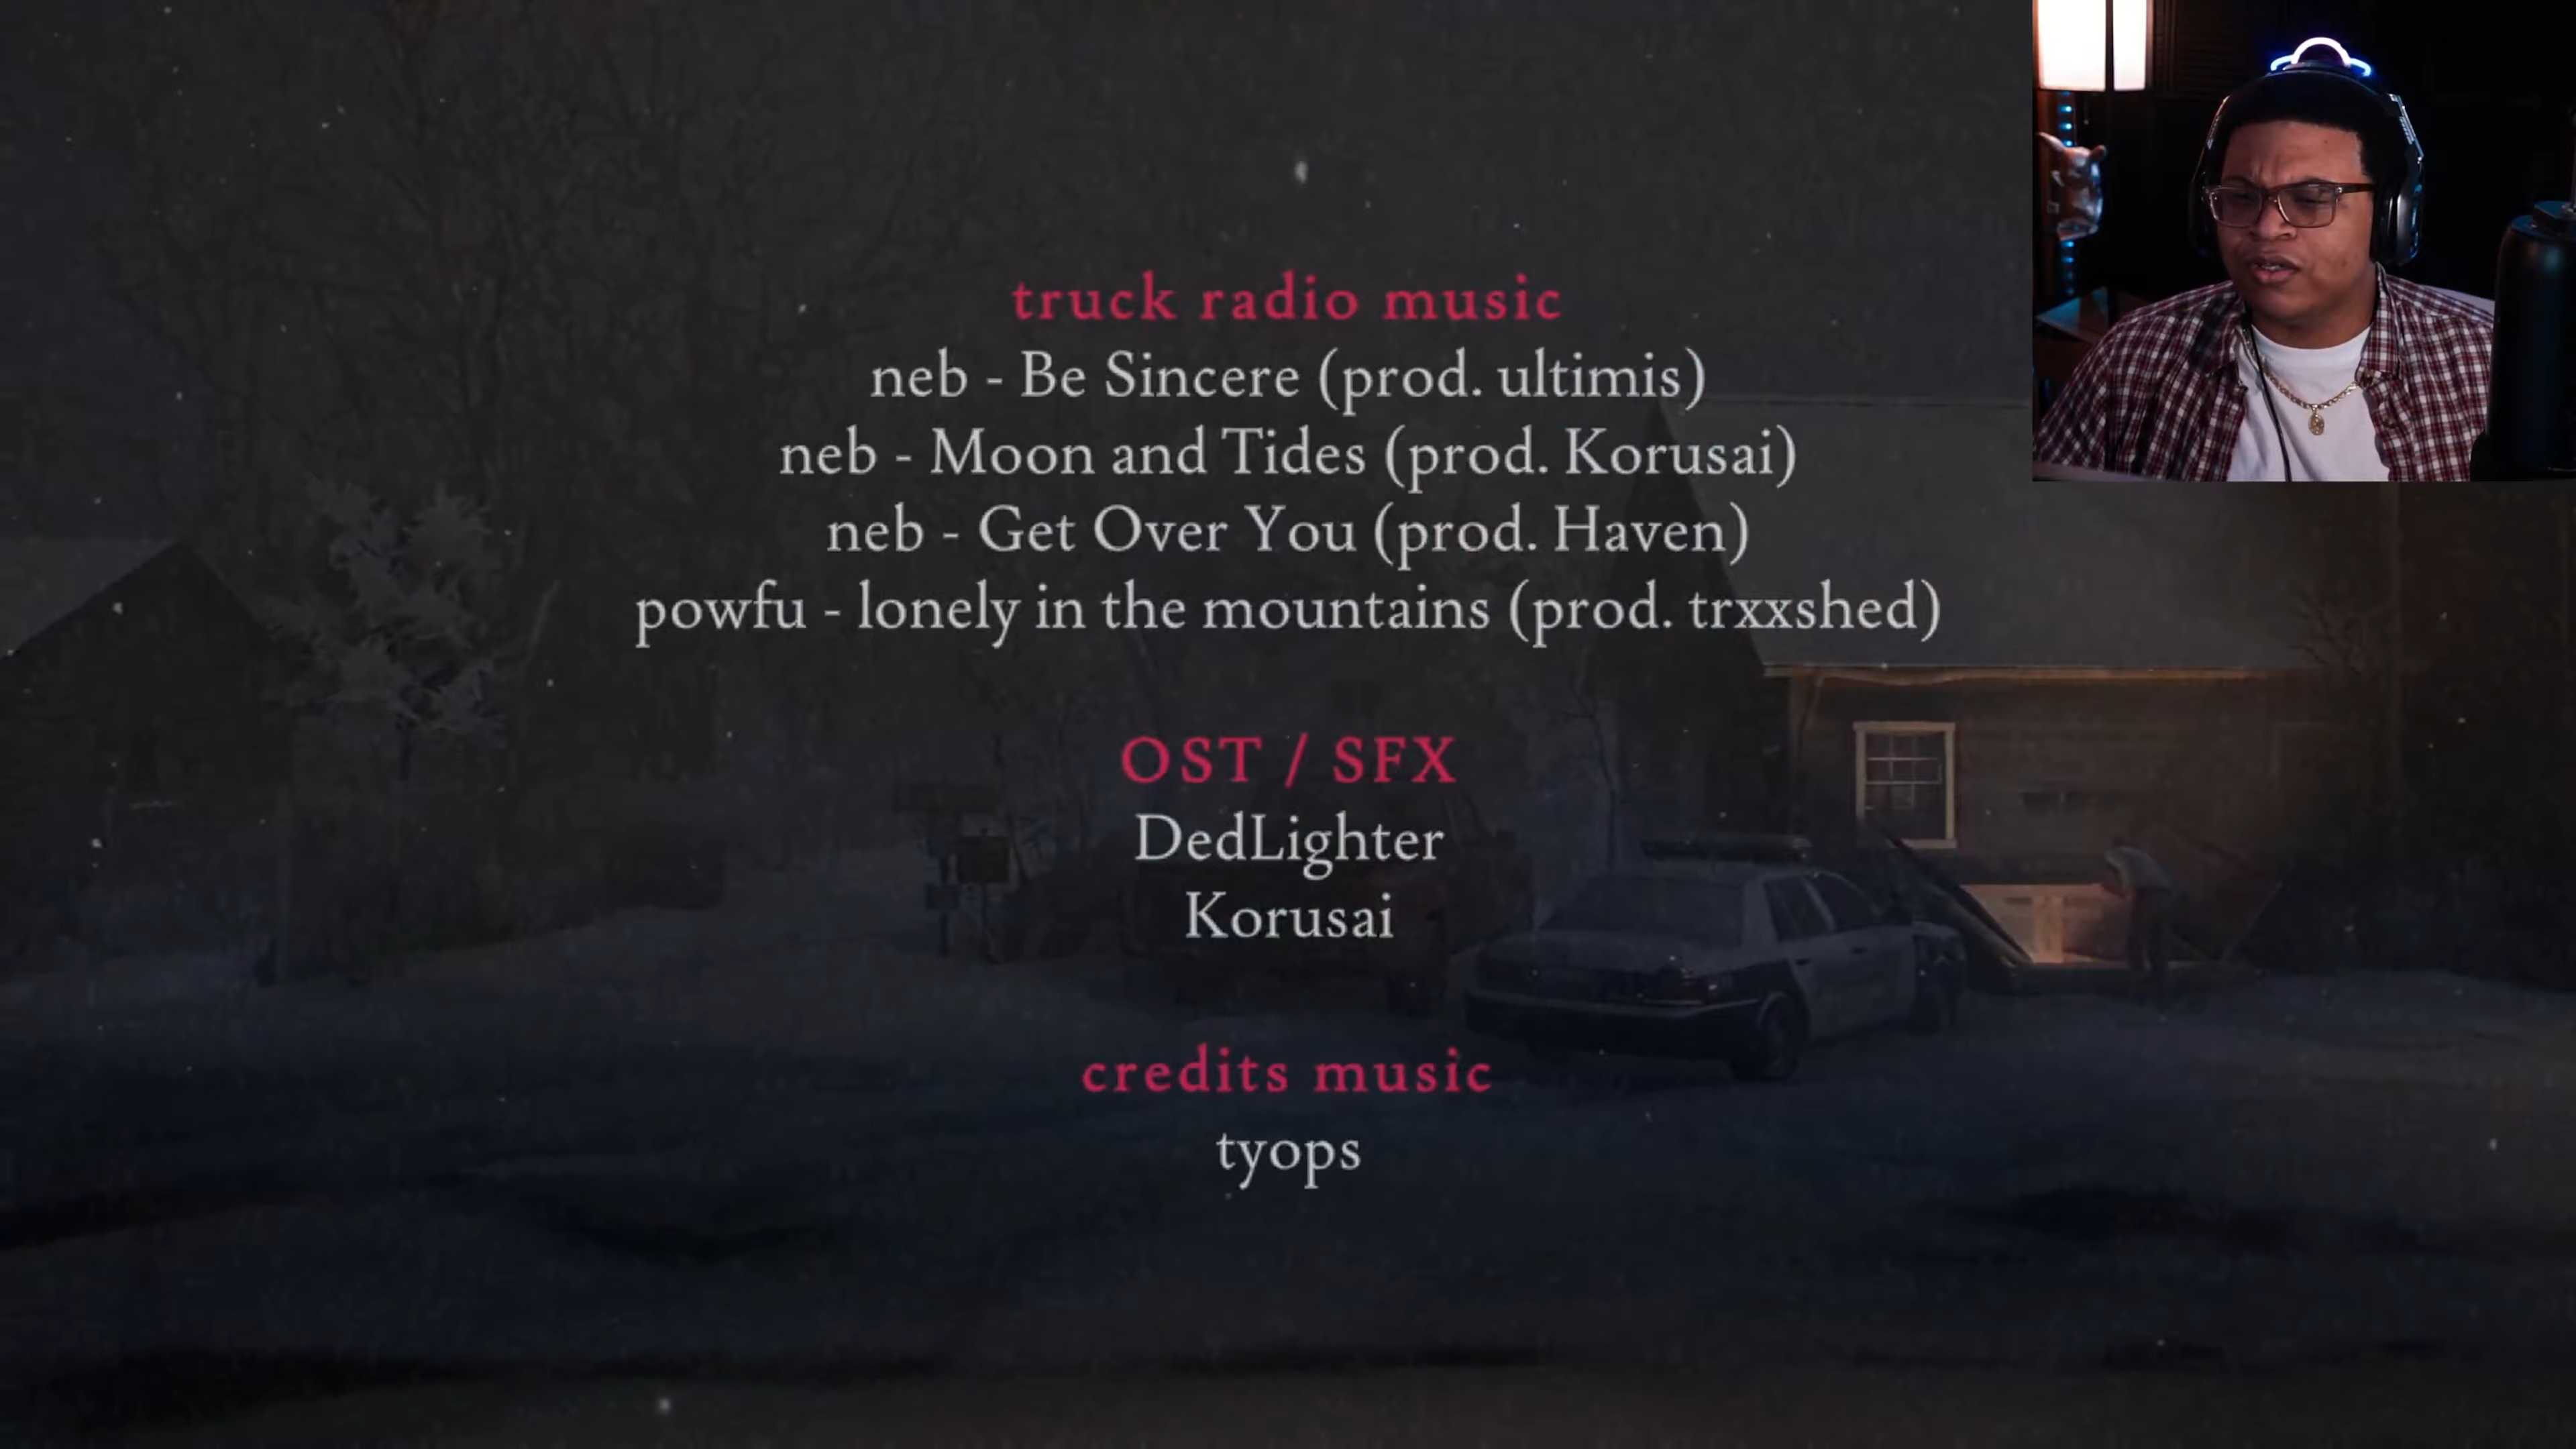 truck radio music
neb - Be Sincere (prod. ultimis)
neb - Moon and Tides (prod. Korusai)
neb - Get Over You (prod. Haven)
powfu - lonely in the mountains (prod. trxxshed)
OST / SFX
DedLighter
Korusai
credits music
tyops